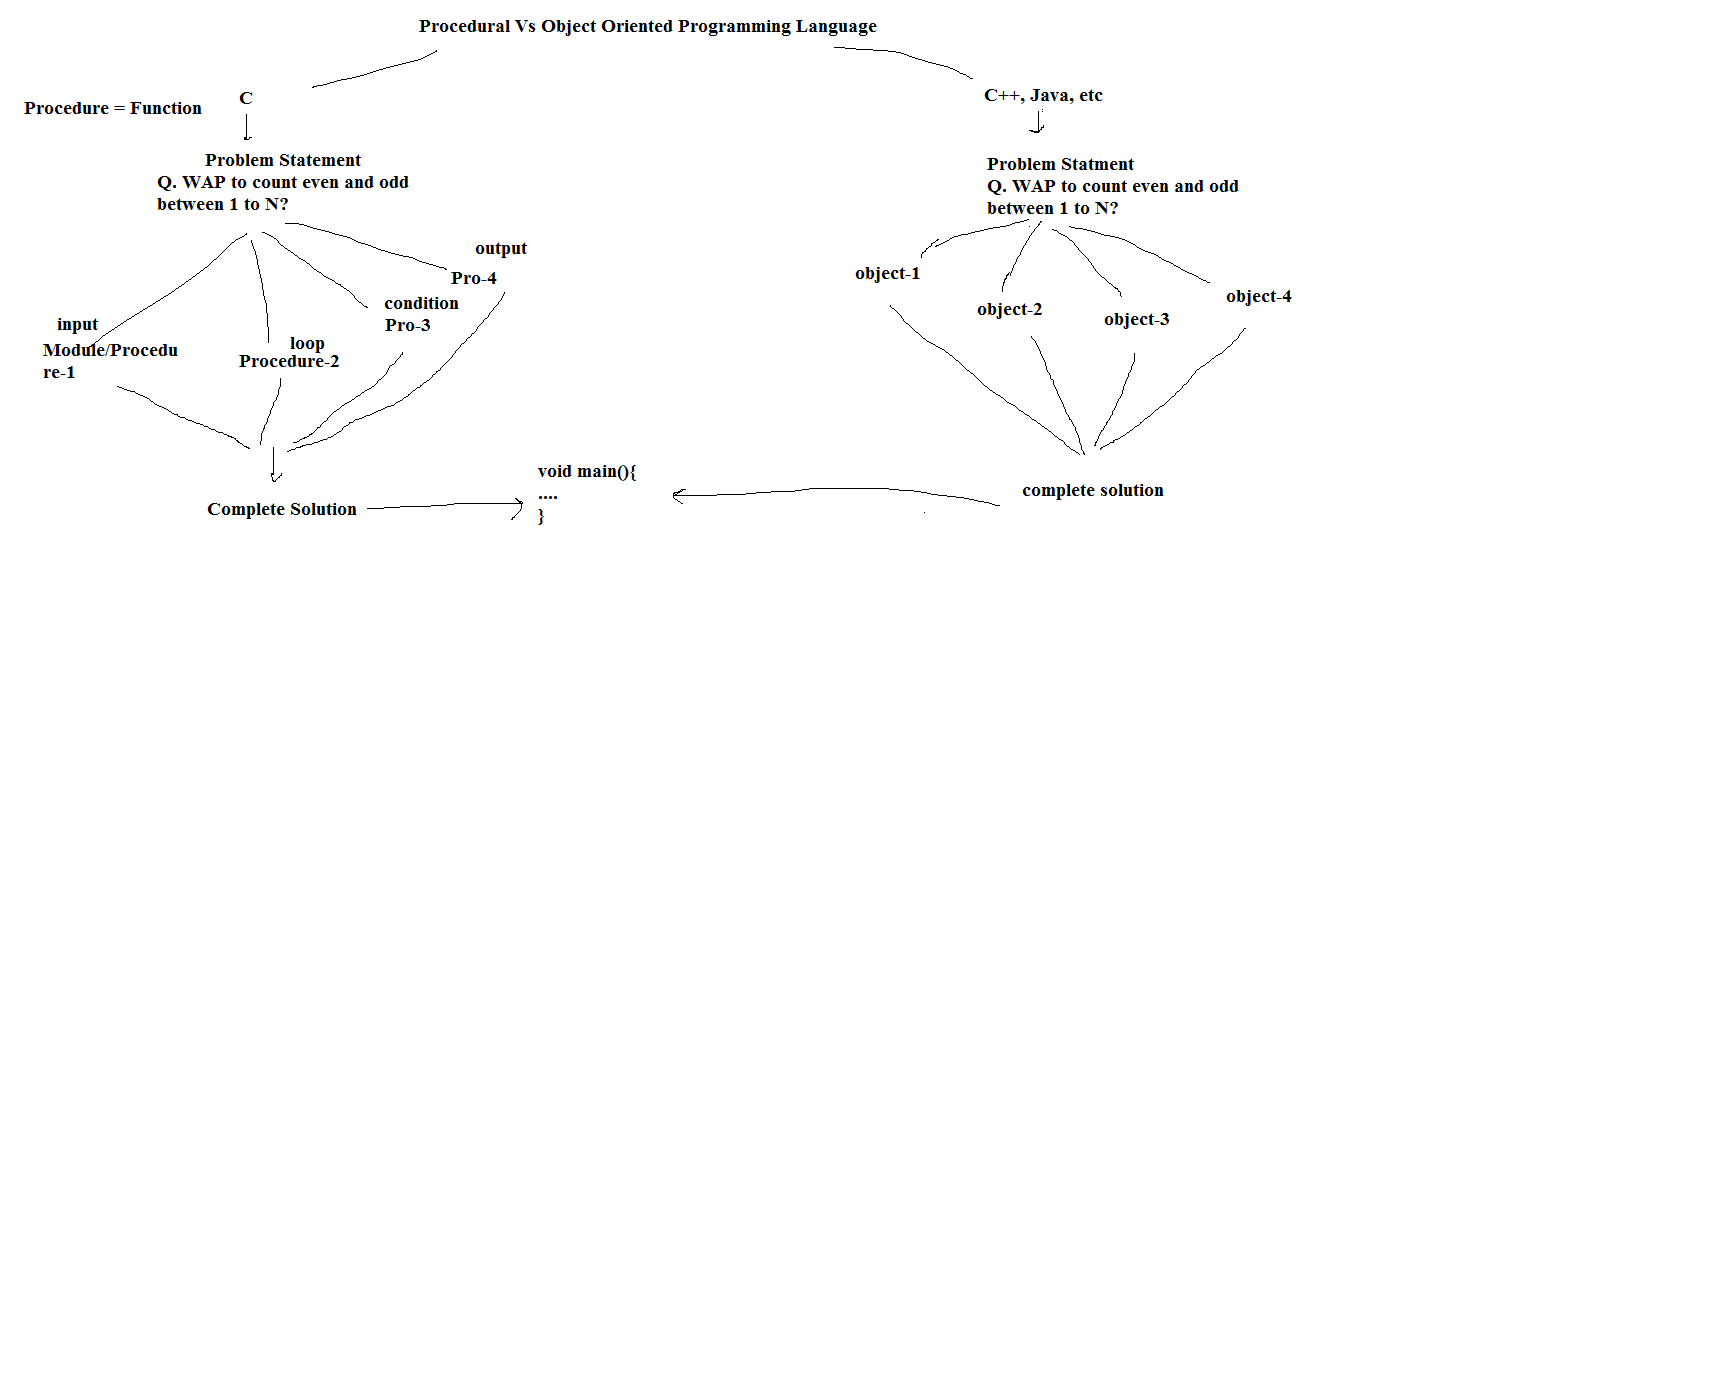 Procedural Vs Object Oriented Programming Language
Procedure = Function
C
Problem Statement
Q. WAP to count even and odd
between 1 to N?
output
Pro-4
condition
Pro-3
input
Module/Procedu
re-1
loop
Procedure-2
Complete Solution
void main(){
....
}
C++, Java, etc
Problem Statment
Q. WAP to count even and odd
between 1 to N?
object-1
object-2
object-3
object-4
complete solution